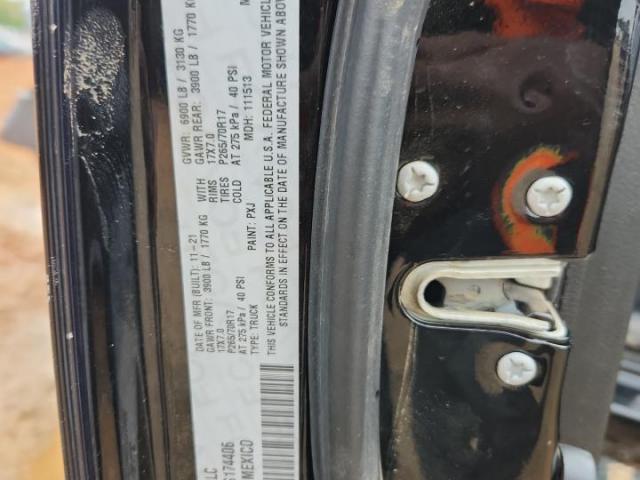 LLC
DATE OF MFR (BUILT): 11-21 GVWR: 6900 LB / 3130 KG
GAWR FRONT: 3900 LB / 1770 KG WITH GAWR REAR: 3900 LB / 1770 KG
17X7.0 RIMS 17X7.0
P265/70R17 TIRES P265/70R17
AT 275 kPa / 40 PSI COLD AT 275 kPa / 40 PSI
S174406 TYPE: TRUCK PAINT: PXJ MDH: 111513
MEXICO THIS VEHICLE CONFORMS TO ALL APPLICABLE U.S.A. FEDERAL MOTOR VEHICLE
STANDARDS IN EFFECT ON THE DATE OF MANUFACTURE SHOWN ABOVE